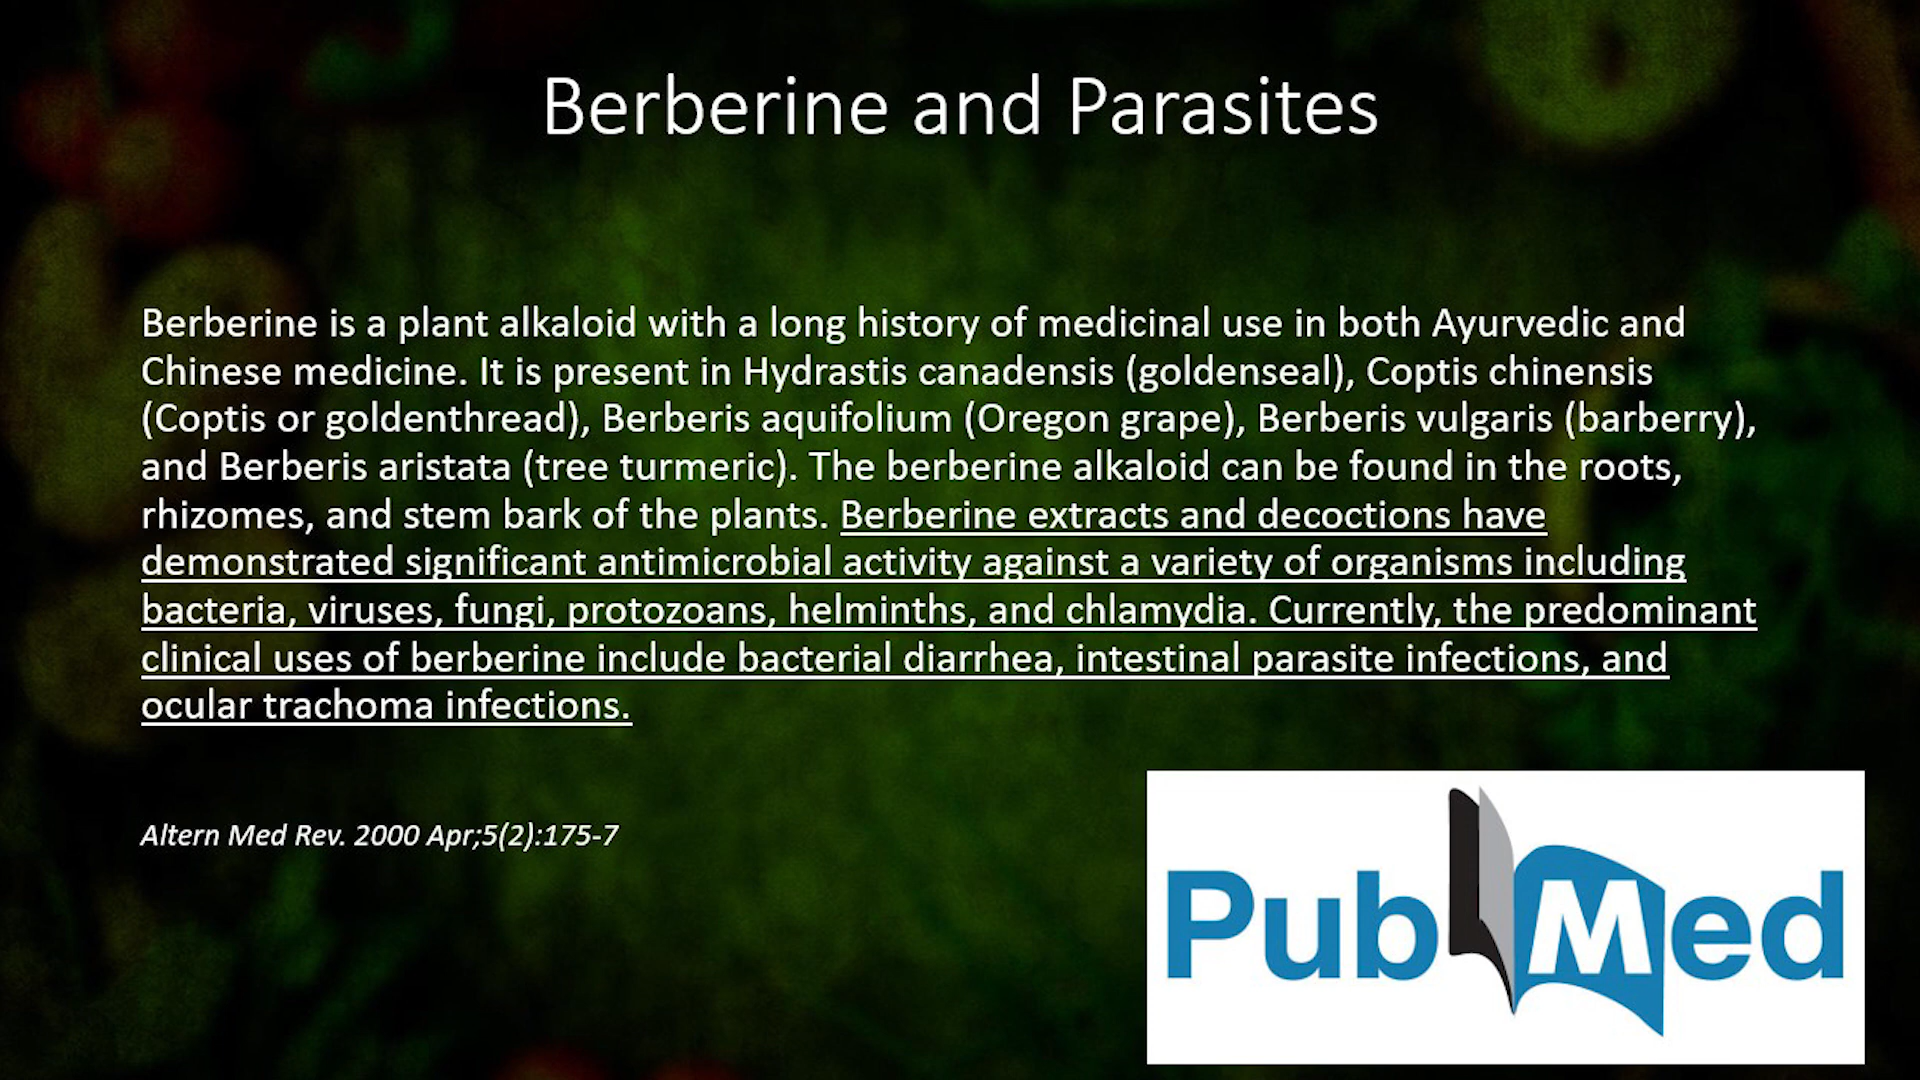 Berberine and Parasites
Berberine is a plant alkaloid with a long history of medicinal use in both Ayurvedic and
Chinese medicine. It is present in Hydrastis canadensis (goldenseal), Coptis chinensis
(Coptis or goldenthread), Berberis aquifolium (Oregon grape), Berberis vulgaris (barberry),
and Berberis aristata (tree turmeric). The berberine alkaloid can be found in the roots,
rhizomes, and stem bark of the plants. Berberine extracts and decoctions have
demonstrated significant antimicrobial activity against a variety of organisms including
bacteria, viruses, fungi, protozoans, helminths, and chlamydia. Currently, the predominant
clinical uses of berberine include bacterial diarrhea, intestinal parasite infections, and
ocular trachoma infections.
Altern Med Rev. 2000 Apr;5(2):175-7
PubMed